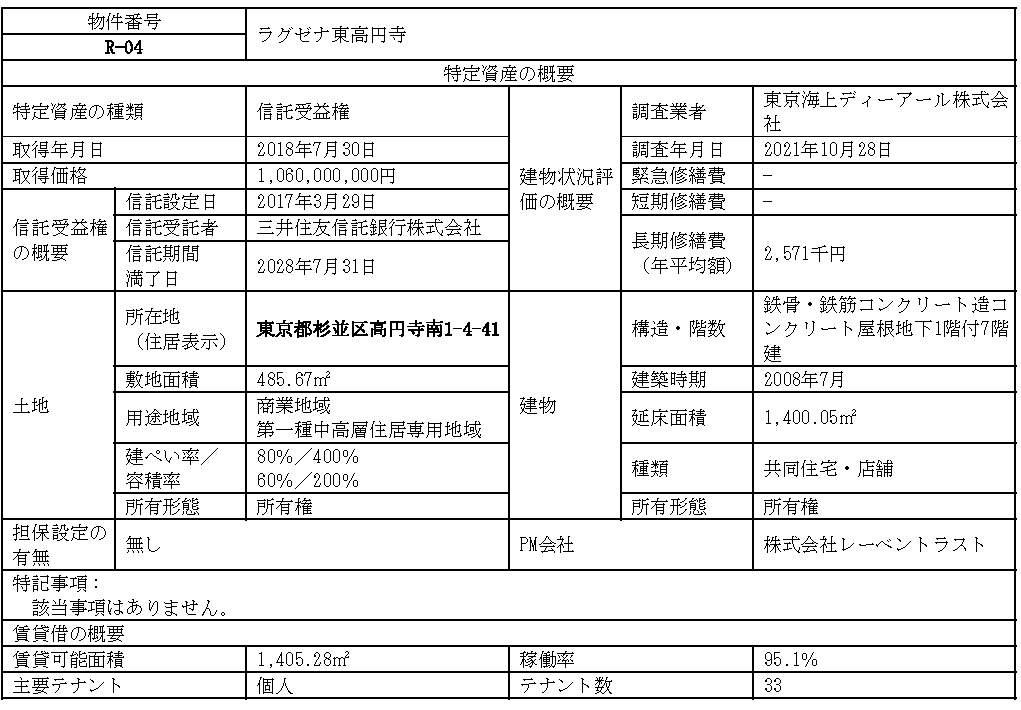 物件番号
R-04
ラグゼナ東高円寺
特定資産の概要
特定資産の種類
信託受益権
取得年月日
2018年7月30日
取得価格
1,060,000,000円
信託受益権
の概要
信託設定日
2017年3月29日
信託受託者
三井住友信託銀行株式会社
信託期間
満了日
2028年7月31日
建物状況評
価の概要
調査業者
東京海上ディーアール株式会
社
調査年月日
2021年10月28日
緊急修繕費
-
短期修繕費
-
長期修繕費
（年平均額）
2,571千円
土地
所在地
（住居表示）
東京都杉並区高円寺南1-4-41
敷地面積
485.67㎡
用途地域
商業地域
第一種中高層住居専用地域
建ぺい率／
容積率
80%／400%
60%／200%
所有形態
所有権
建物
構造・階数
鉄骨・鉄筋コンクリート造コ
ンクリート屋根地下1階付7階
建
建築時期
2008年7月
延床面積
1,400.05㎡
種類
共同住宅・店舗
所有形態
所有権
担保設定の
有無
無し
PM会社
株式会社レーベントラスト
特記事項：
該当事項はありません。
賃貸借の概要
賃貸可能面積
1,405.28㎡
稼働率
95.1%
主要テナント
個人
テナント数
33